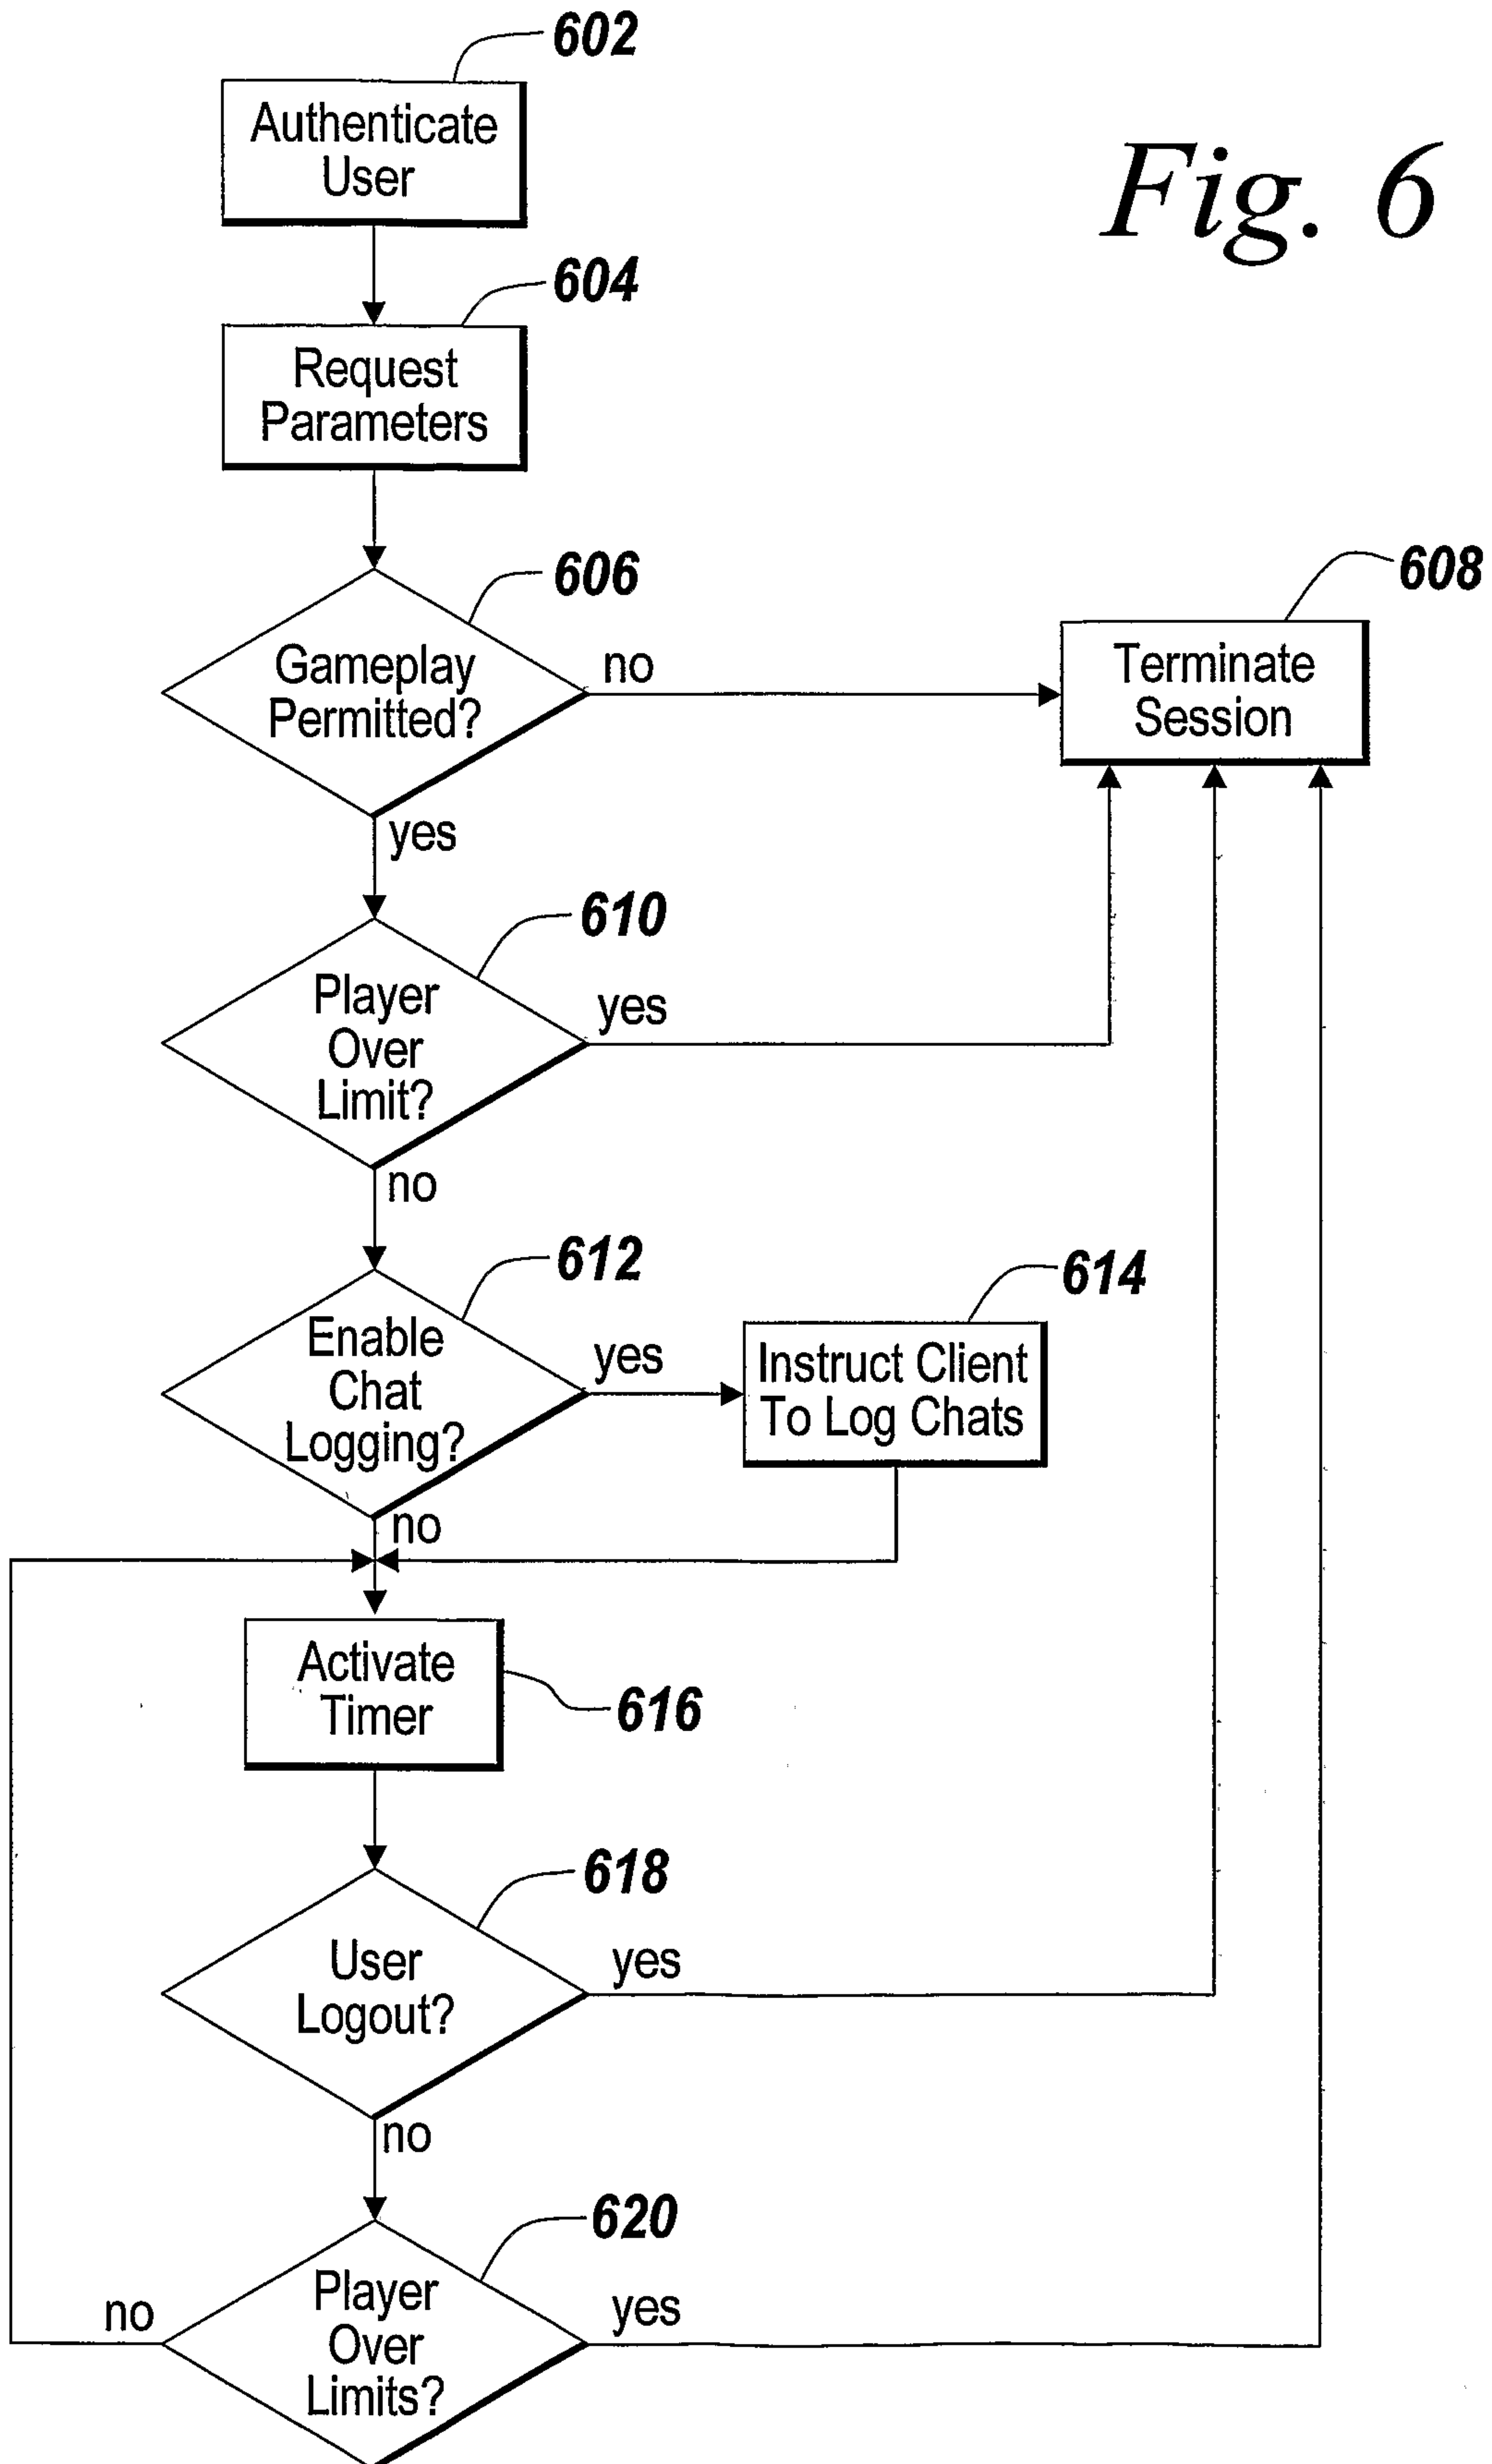 602
Authenticate
User
Fig. 6
604
Request
Parameters
606
608
Gameplay
Permitted?
no
Terminate
Session
yes
610
Player
Over
Limit?
yes
no
612
614
Enable
Chat
Logging?
yes
Instruct Client
To Log Chats
no
Activate
Timer
616
618
User
Logout?
yes
no
620
Player
Over
Limits?
no
yes